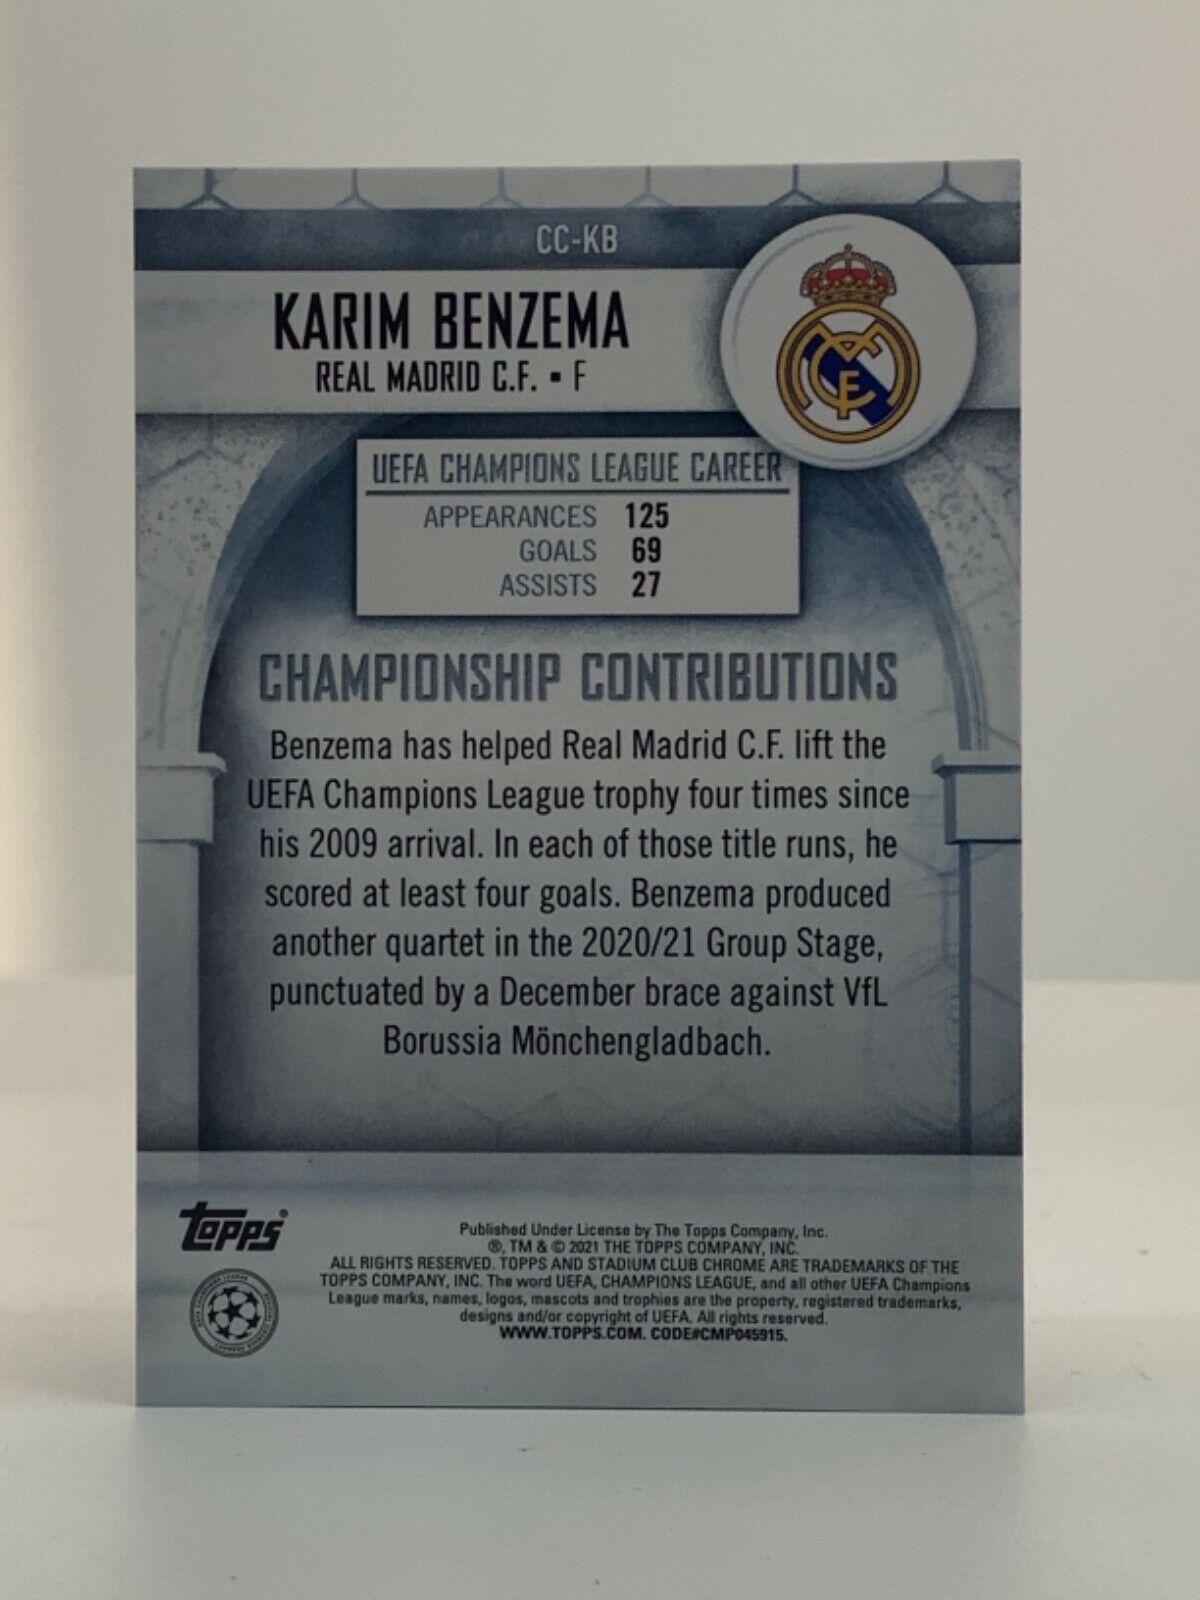 CC-KB
KARIM BENZEMA
REAL MADRID C.F. ▪ F
UEFA CHAMPIONS LEAGUE CAREER
APPEARANCES 125
GOALS 69
ASSISTS 27
CHAMPIONSHIP CONTRIBUTIONS
Benzema has helped Real Madrid C.F. lift the
UEFA Champions League trophy four times since
his 2009 arrival. In each of those title runs, he
scored at least four goals. Benzema produced
another quartet in the 2020/21 Group Stage,
punctuated by a December brace against VfL
Borussia Mönchengladbach.
topps®
Published Under License by The Topps Company, Inc.
®, TM & © 2021 THE TOPPS COMPANY, INC.
ALL RIGHTS RESERVED. TOPPS AND STADIUM CLUB CHROME ARE TRADEMARKS OF THE
TOPPS COMPANY, INC. The word UEFA, CHAMPIONS LEAGUE, and all other UEFA Champions
League marks, names, logos, mascots and trophies are the property, registered trademarks,
designs and/or copyright of UEFA. All rights reserved.
WWW.TOPPS.COM. CODE#CMP045915.